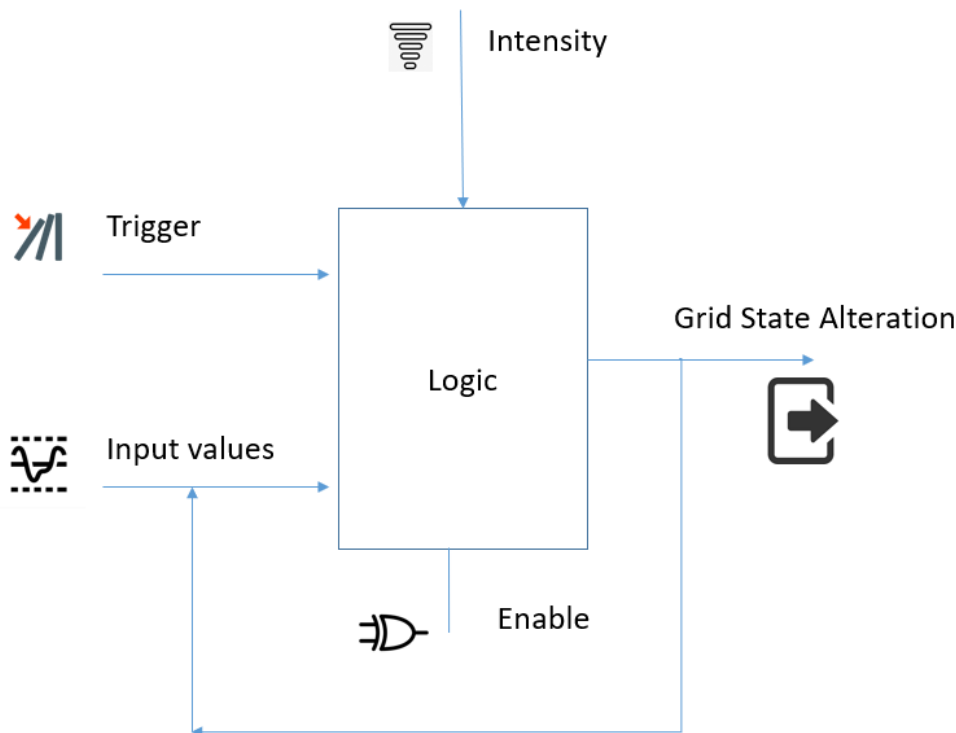 Intensity
Trigger
Grid State Alteration
Logic
Input values
Enable